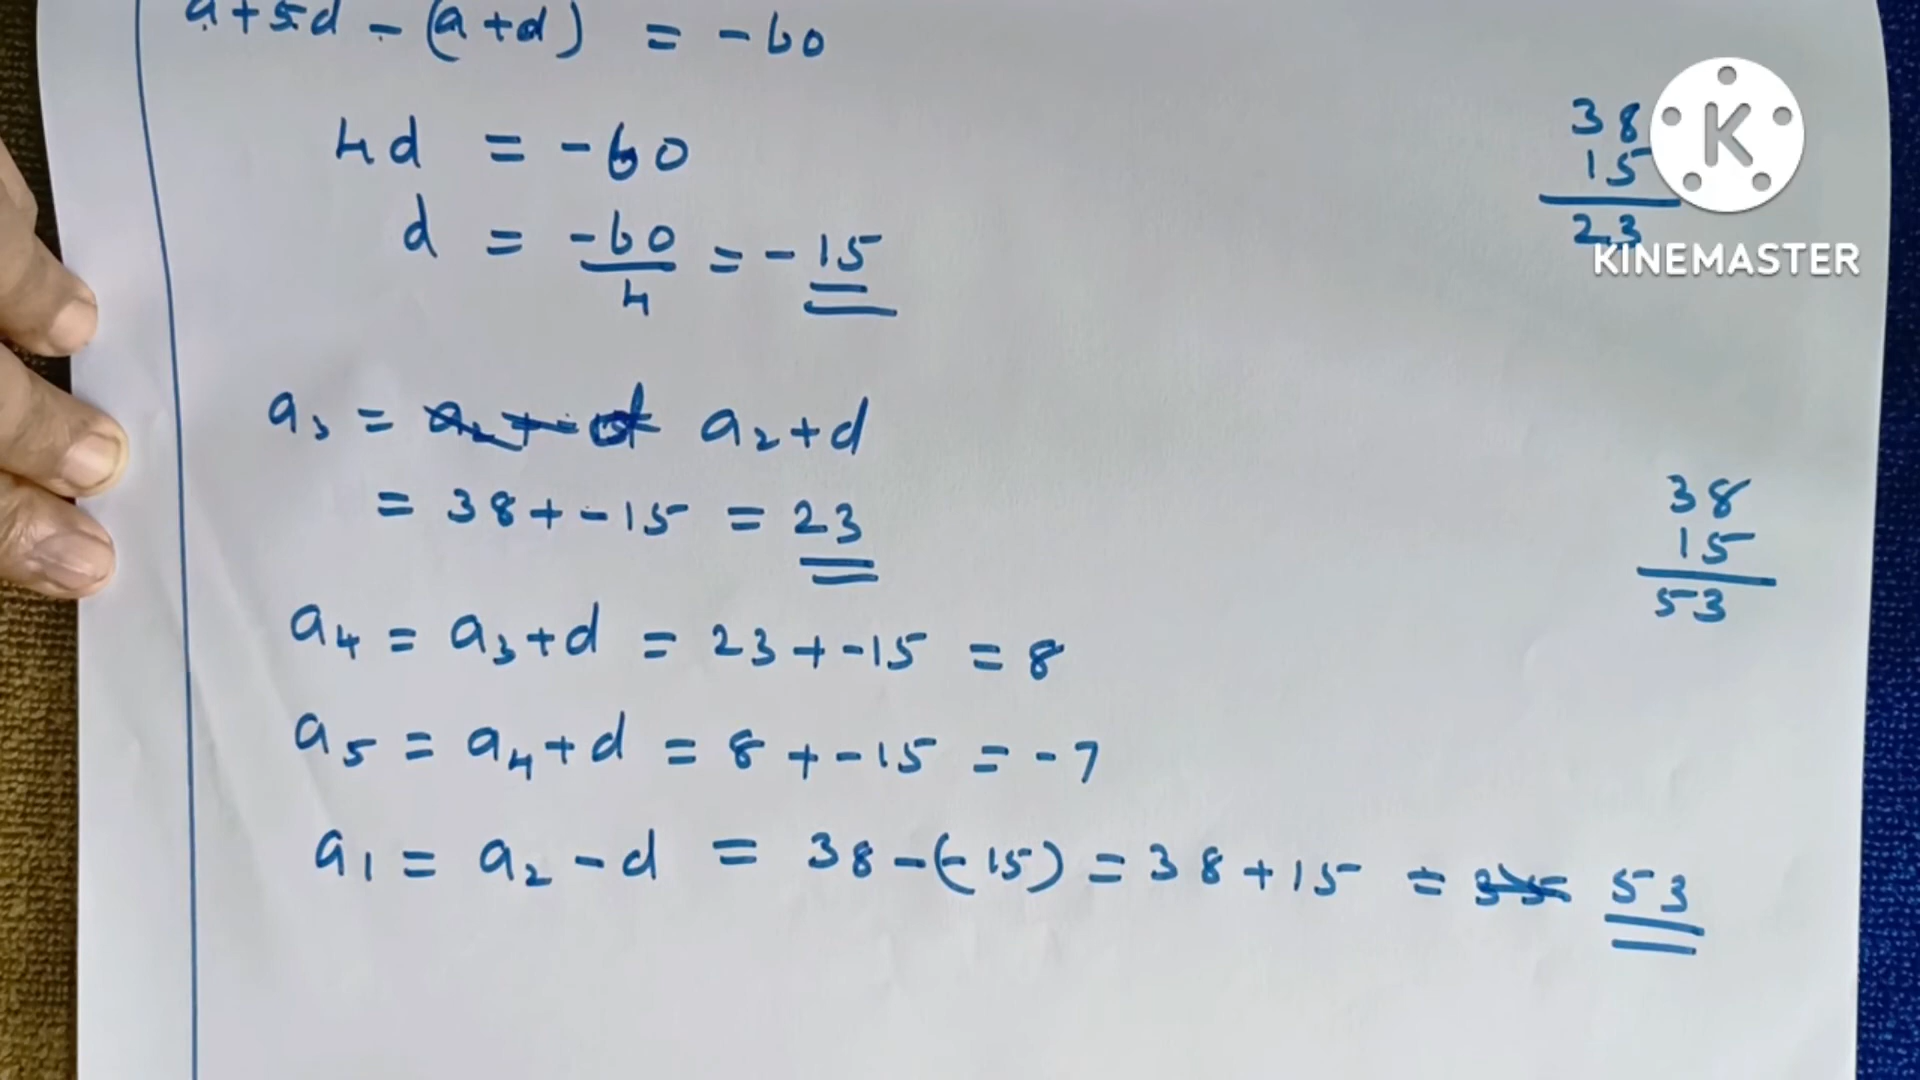 a+5d - (a+d) = -60
4d = -60
d = -60/4 = -15
38
15
23
K
KINEMASTER
a3 = a2+d
= 38+-15 = 23
38
15
53
a4 = a3+d = 23+-15 = 8
a5 = a4+d = 8+-15 = -7
a1 = a2-d = 38-(-15) = 38+15 = 53